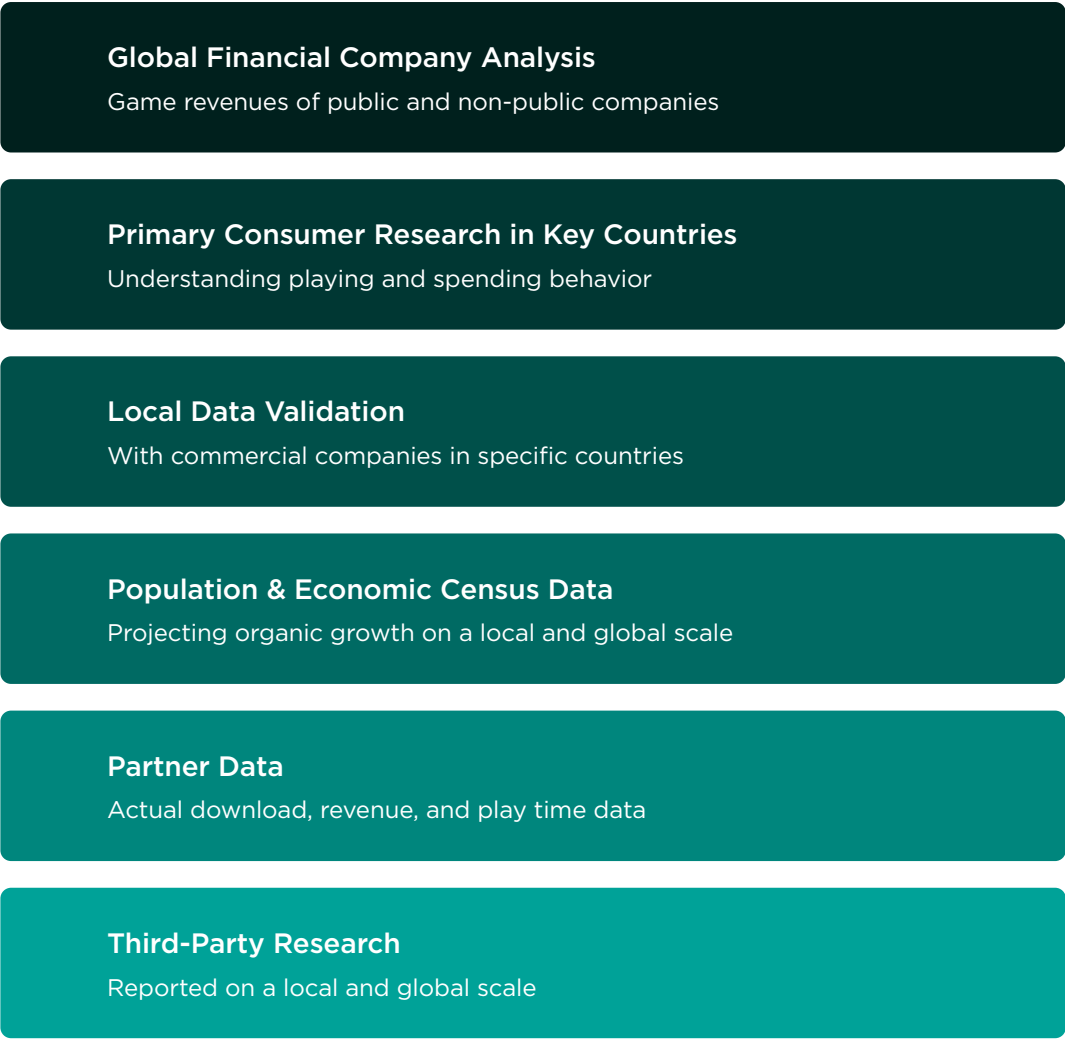 Global Financial Company Analysis
Game revenues of public and non-public companies
Primary Consumer Research in Key Countries
Understanding playing and spending behavior
Local Data Validation
With commercial companies in specific countries
Population & Economic Census Data
Projecting organic growth on a local and global scale
Partner Data
Actual download, revenue, and play time data
Third-Party Research
Reported on a local and global scale